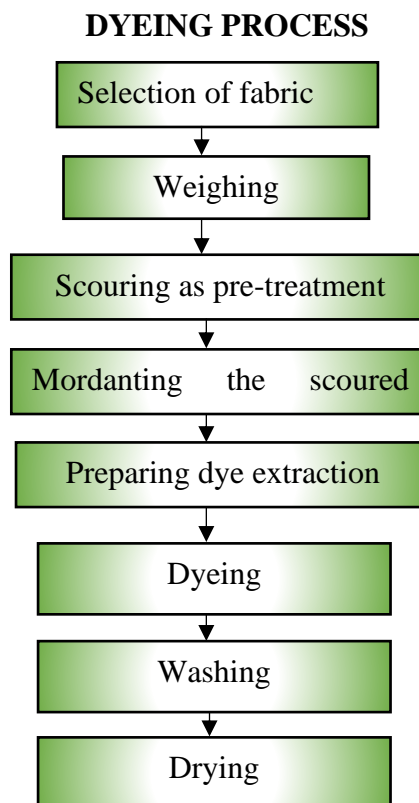 DYEING PROCESS
Selection of fabric
Weighing
Scouring as pre-treatment
Mordanting the scoured
Preparing dye extraction
Dyeing
Washing
Drying